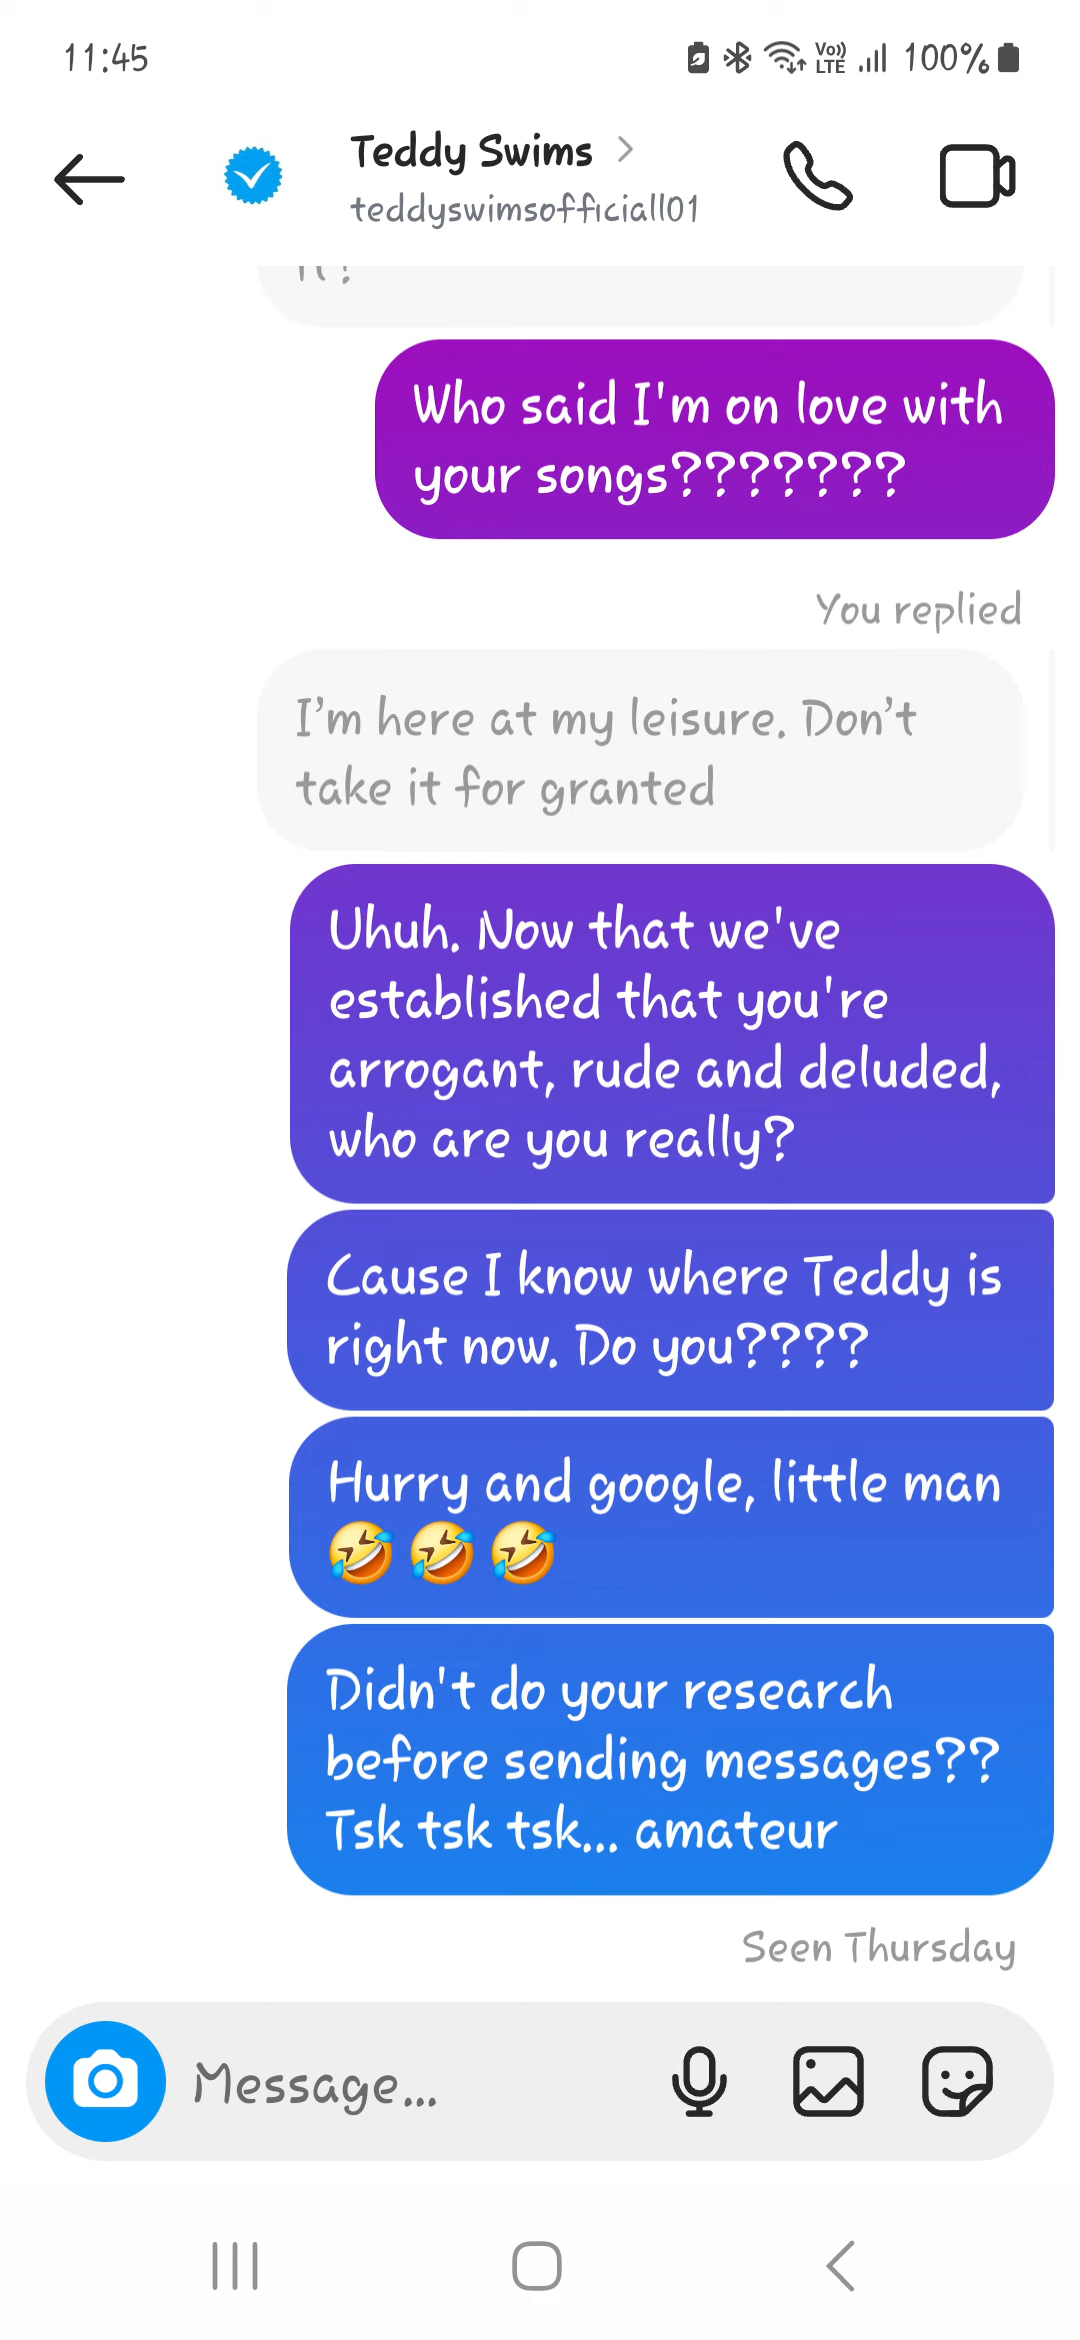 11:45
Vo))
LTE
100%
Teddy Swims
teddyswimsofficiall01
Who said I'm on love with
your songs???????
You replied
I’m here at my leisure. Don’t
take it for granted
Uhuh. Now that we've
established that you're
arrogant, rude and deluded,
who are you really?
Cause I know where Teddy is
right now. Do you????
Hurry and google, little man
🤣🤣🤣
Didn't do your research
before sending messages??
Tsk tsk tsk... amateur
Seen Thursday
Message...